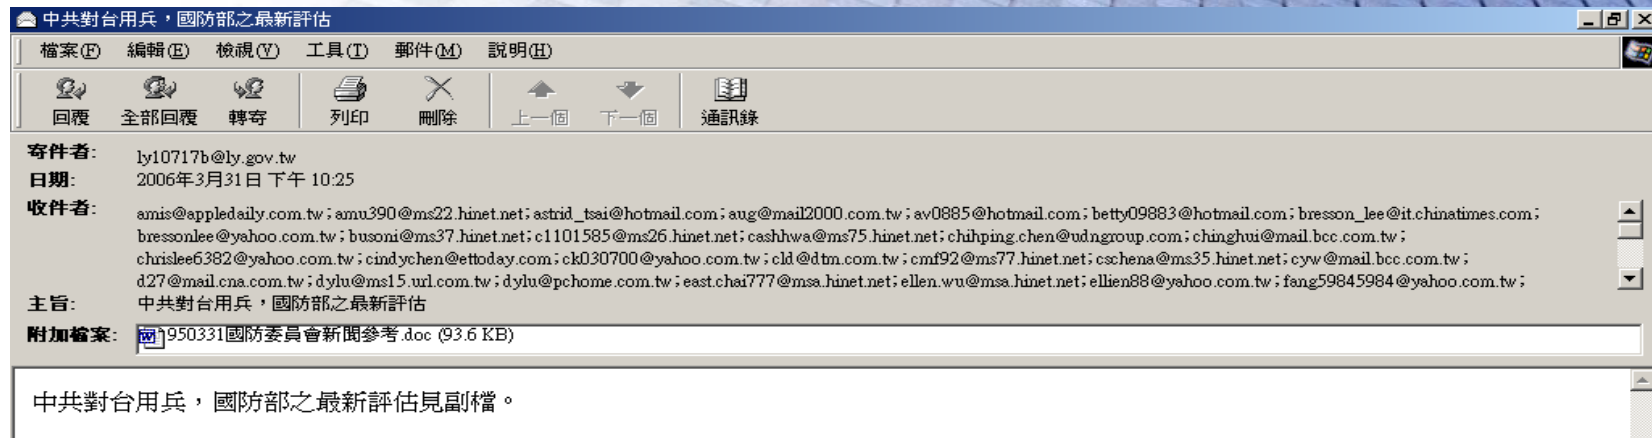 中共對台用兵，國防部之最新評估
檔案(F) 編輯(E) 檢視(V) 工具(T) 郵件(M) 說明(H)
回覆 全部回覆 轉寄 列印 刪除 上一個 下一個 通訊錄
寄件者: ly10717b@ly.gov.tw
日期: 2006年3月31日 下午 10:25
收件者: amis@appledaily.com.tw；amu390@ms22.hinet.net；astrid_tsai@hotmail.com；aug@mail2000.com.tw；av0885@hotmail.com；betty09883@hotmail.com；bresson_lee@it.chinatimes.com；
bressonlee@yahoo.com.tw；busoni@ms37.hinet.net；c1101585@ms26.hinet.net；cashhwa@ms75.hinet.net；chihping.chen@udngroup.com；chinghui@mail.bcc.com.tw；
chrislee6382@yahoo.com.tw；cindychen@ettoday.com；ck030700@yahoo.com.tw；cld@dtm.com.tw；cmf92@ms77.hinet.net；cschena@ms35.hinet.net；cyw@mail.bcc.com.tw；
d27@mail.cna.com.tw；dylu@ms15.url.com.tw；dylu@pchome.com.tw；east.chai777@msa.hinet.net；ellen.wu@msa.hinet.net；ellien88@yahoo.com.tw；fang59845984@yahoo.com.tw；
主旨: 中共對台用兵，國防部之最新評估
附加檔案: 950331國防委員會新聞參考.doc (93.6 KB)
中共對台用兵，國防部之最新評估見副檔。